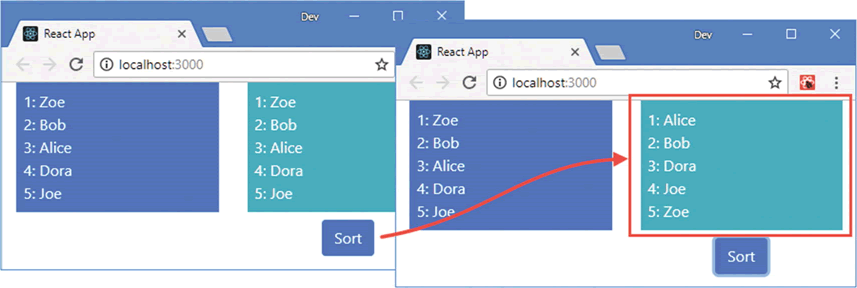 Dev
React App
localhost:3000
1: Zoe
2: Bob
3: Alice
4: Dora
5: Joe
1: Zoe
2: Bob
3: Alice
4: Dora
5: Joe
Sort
Dev
React App
localhost:3000
1: Zoe
2: Bob
3: Alice
4: Dora
5: Joe
1: Alice
2: Bob
3: Dora
4: Joe
5: Zoe
Sort